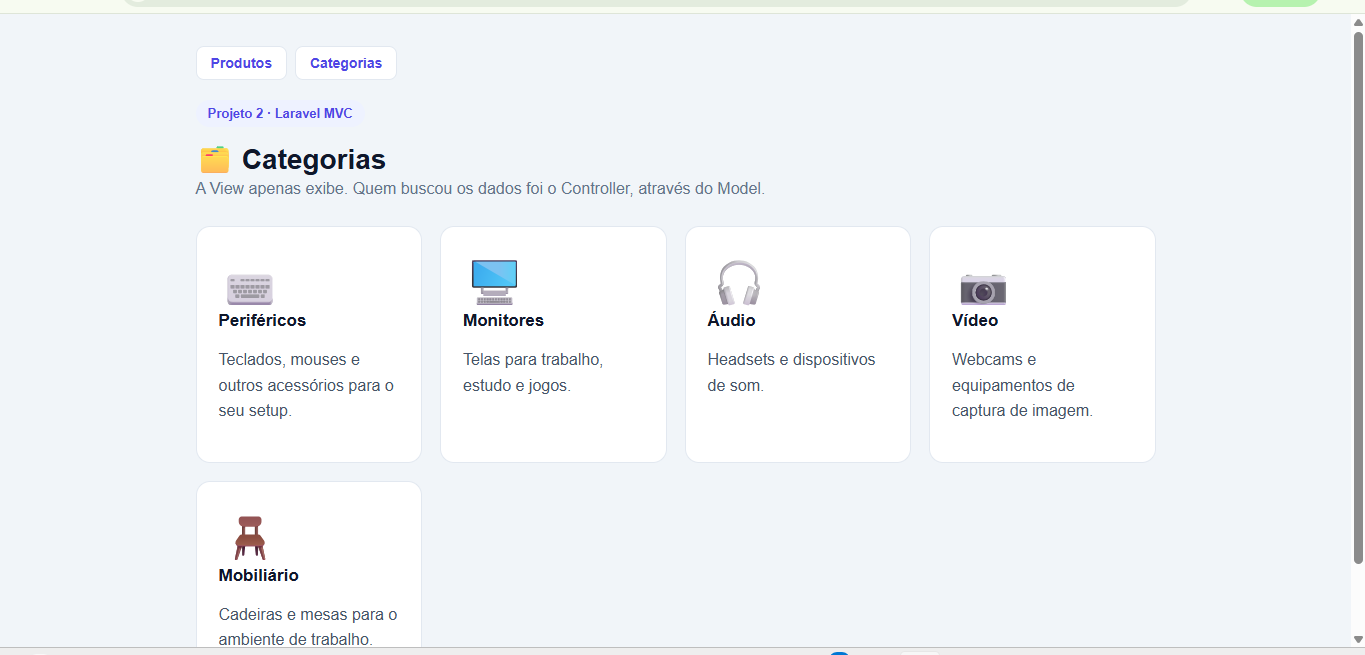 Produtos
Categorias
Projeto 2 · Laravel MVC
Categorias
A View apenas exibe. Quem buscou os dados foi o Controller, através do Model.
Periféricos
Teclados, mouses e
outros acessórios para o
seu setup.
Monitores
Telas para trabalho,
estudo e jogos.
Áudio
Headsets e dispositivos
de som.
Vídeo
Webcams e
equipamentos de
captura de imagem.
Mobiliário
Cadeiras e mesas para o
ambiente de trabalho.